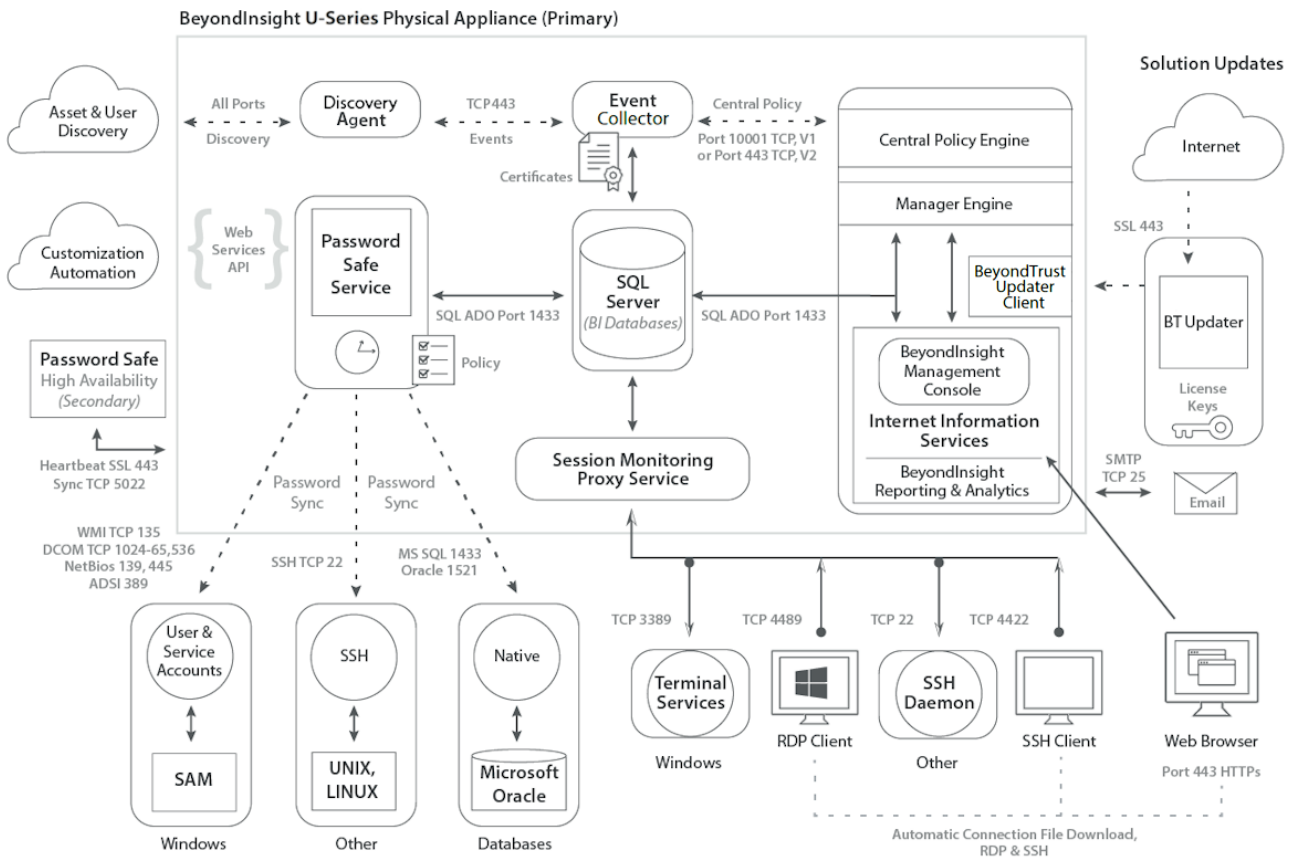 BeyondInsight U-Series Physical Appliance (Primary)
Solution Updates
Asset & User
Discovery
All Ports
Discovery
Discovery
Agent
TCP443
Events
Event
Collector
Certificates
Central Policy
Port 10001 TCP, V1
or Port 443 TCP, V2
Central Policy Engine
Manager Engine
Internet
SSL 443
Customization
Automation
Web
Services
API
Password
Safe
Service
Policy
SQL ADO Port 1433
SQL
Server
(BI Databases)
SQL ADO Port 1433
BeyondTrust
Updater
Client
BT Updater
License
Keys
BeyondInsight
Management
Console
Internet Information
Services
BeyondInsight
Reporting & Analytics
Password Safe
High Availability
(Secondary)
Heartbeat SSL 443
Sync TCP 5022
Session Monitoring
Proxy Service
SMTP
TCP 25
Email
Password
Sync
Password
Sync
WMI TCP 135
DCOM TCP 1024-65,536
NetBios 139, 445
ADSI 389
SSH TCP 22
MS SQL 1433
Oracle 1521
TCP 3389
TCP 4489
TCP 22
TCP 4422
User &
Service
Accounts
SAM
Windows
SSH
UNIX,
LINUX
Other
Native
Microsoft
Oracle
Databases
Terminal
Services
Windows
RDP Client
SSH
Daemon
Other
SSH Client
Web Browser
Port 443 HTTPs
Automatic Connection File Download,
RDP & SSH